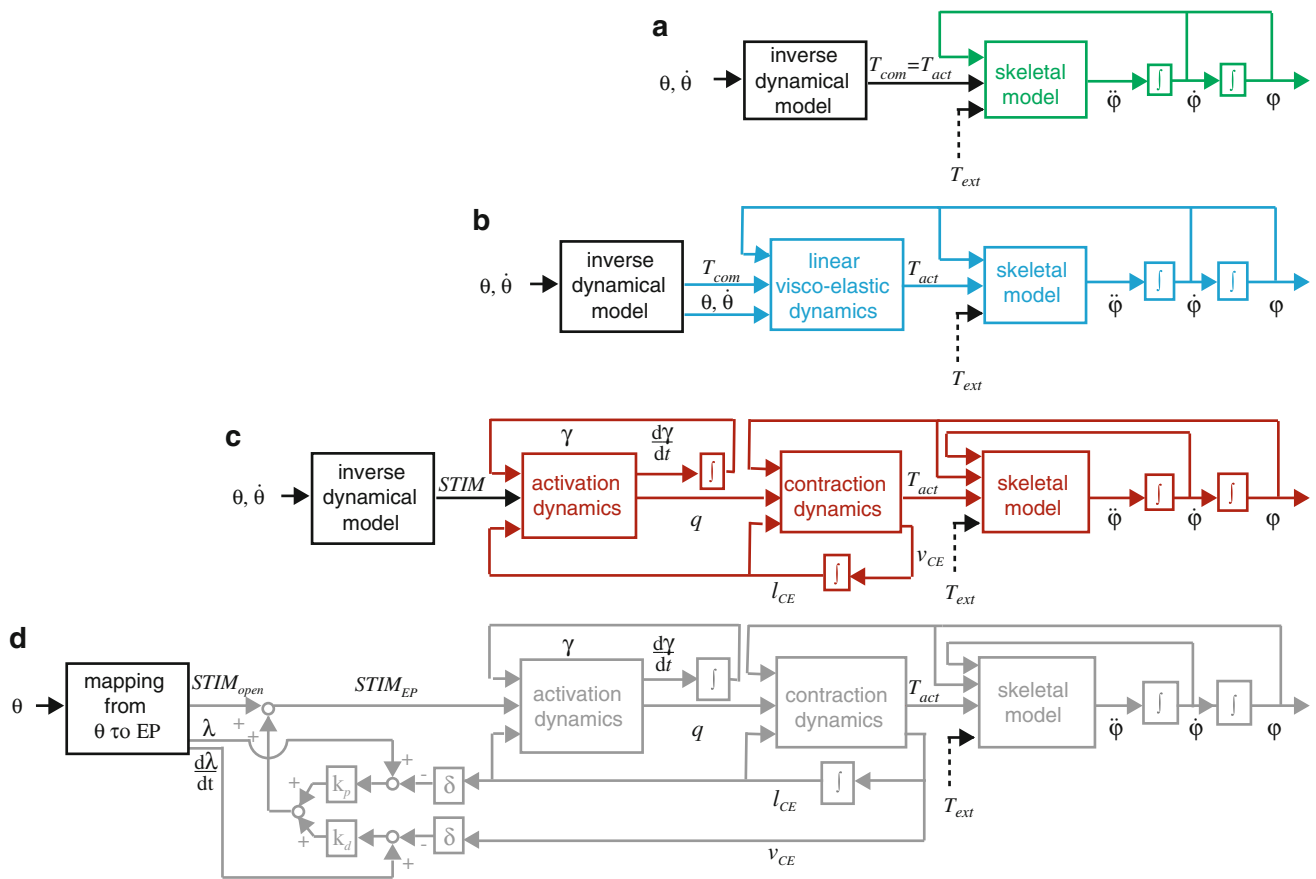 a
inverse
dynamical
model
θ, θ̇
T_com=T_act
skeletal
model
∫
∫
φ̈
φ̇
φ
T_ext
b
inverse
dynamical
model
θ, θ̇
T_com
θ, θ̇
linear
visco-elastic
dynamics
T_act
skeletal
model
∫
∫
φ̈
φ̇
φ
T_ext
c
inverse
dynamical
model
θ, θ̇
STIM
γ
dγ
dt
∫
activation
dynamics
q
contraction
dynamics
T_act
v_CE
∫
l_CE
skeletal
model
∫
∫
φ̈
φ̇
φ
T_ext
d
θ
mapping
from
θ to EP
STIM_open
+
+
λ
dλ
dt
STIM_EP
γ
dγ
dt
∫
activation
dynamics
q
contraction
dynamics
T_act
skeletal
model
∫
∫
φ̈
φ̇
φ
T_ext
+
k_p
+
-
δ
l_CE
∫
+
k_d
-
+
δ
v_CE